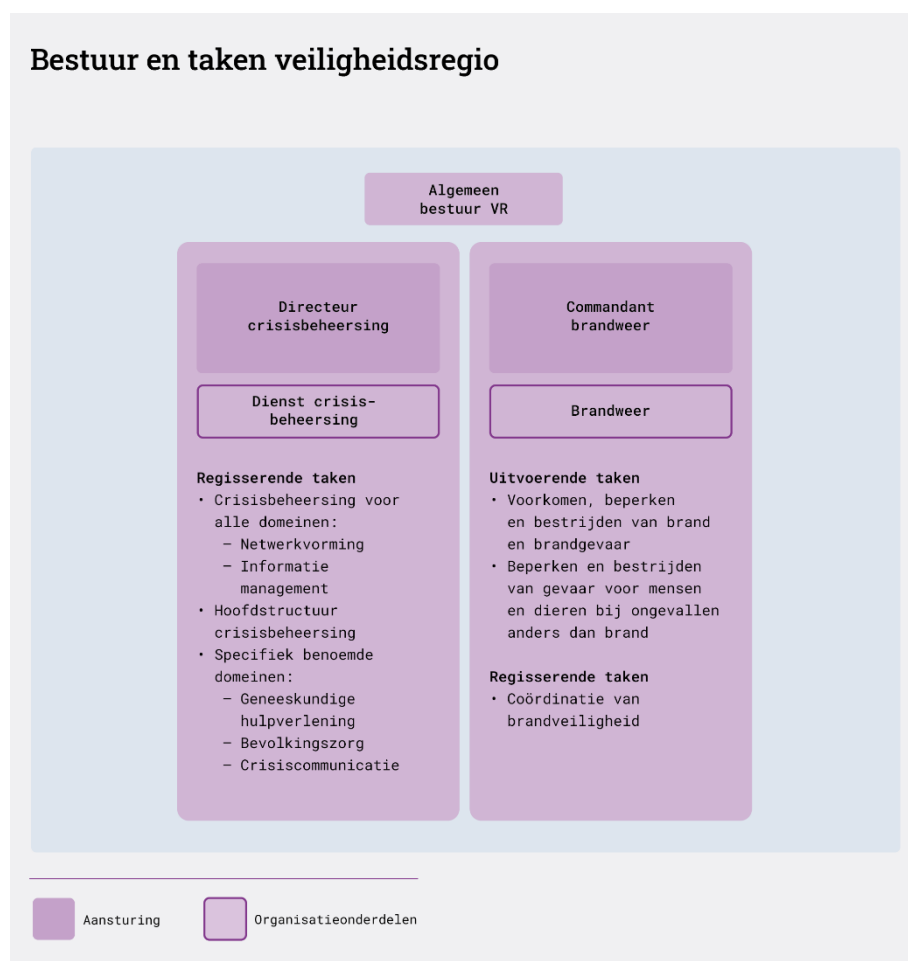 Bestuur en taken veiligheidsregio
Algemeen
bestuur VR
Directeur
crisisbeheersing
Dienst crisis-
beheersing
Regisserende taken
• Crisisbeheersing voor
alle domeinen:
– Netwerkvorming
– Informatie
management
• Hoofdstructuur
crisisbeheersing
• Specifiek benoemde
domeinen:
– Geneeskundige
hulpverlening
– Bevolkingszorg
– Crisiscommunicatie
Commandant
brandweer
Brandweer
Uitvoerende taken
• Voorkomen, beperken
en bestrijden van brand
en brandgevaar
• Beperken en bestrijden
van gevaar voor mensen
en dieren bij ongevallen
anders dan brand
Regisserende taken
• Coördinatie van
brandveiligheid
Aansturing
Organisatieonderdelen